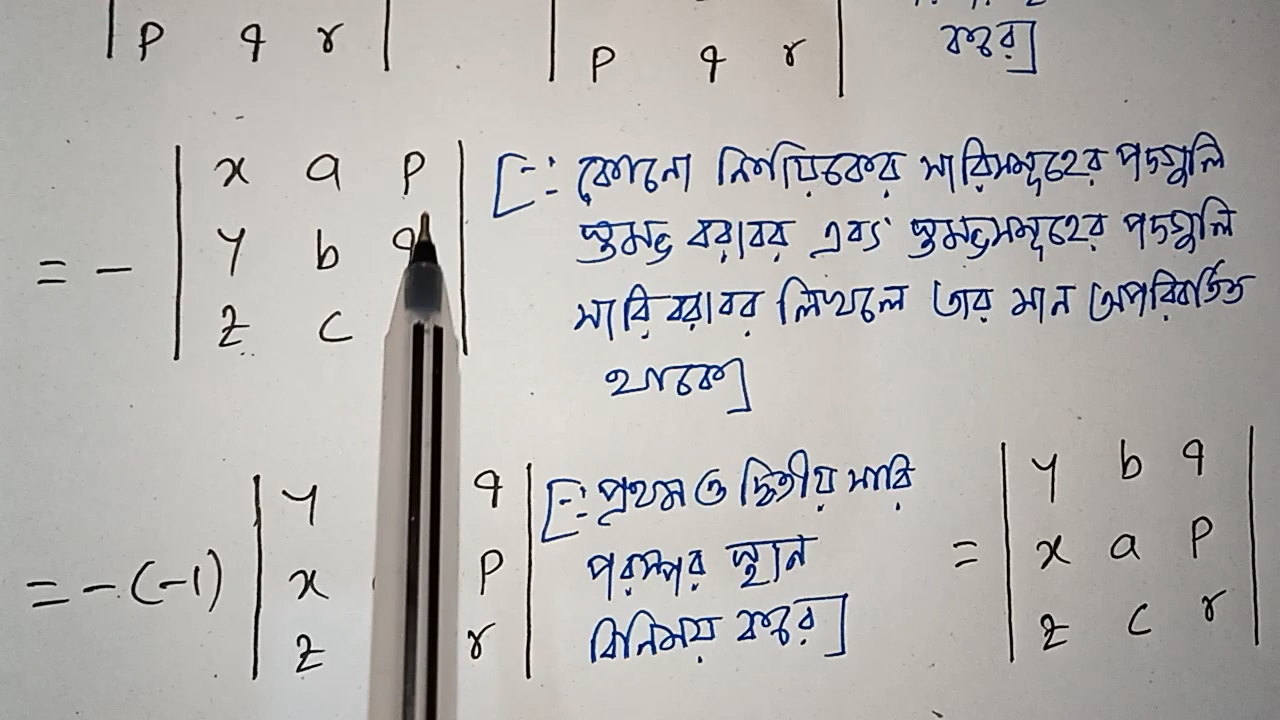 | p q r | | p q r | করে]
= - | x a p | [∵ কোনো নির্ণায়কের সারিসমূহের পদগুলি
| y b q | স্তম্ভ বরাবর এবং স্তম্ভসমূহের পদগুলি
| z c | সারি বরাবর লিখলে তার মান অপরিবর্তিত
থাকে]
= - (-1) | y q | [∵ প্রথম ও দ্বিতীয় সারি = | y b q |
| x p | পরস্পর স্থান | x a p |
| z r | বিনিময় করে] | z c r |